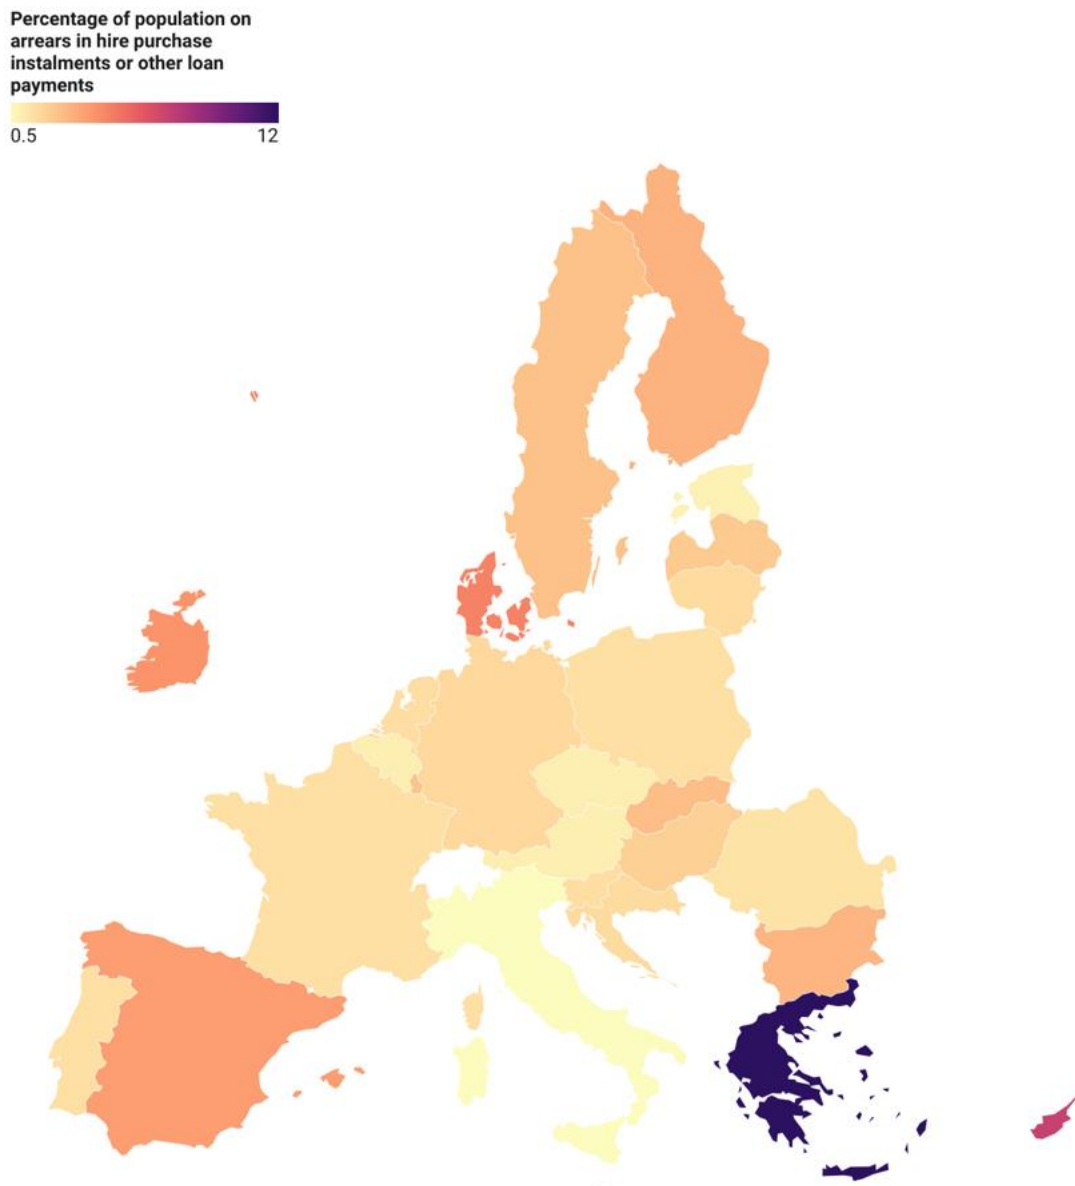 Percentage of population on
arrears in hire purchase
instalments or other loan
payments
0.5 12